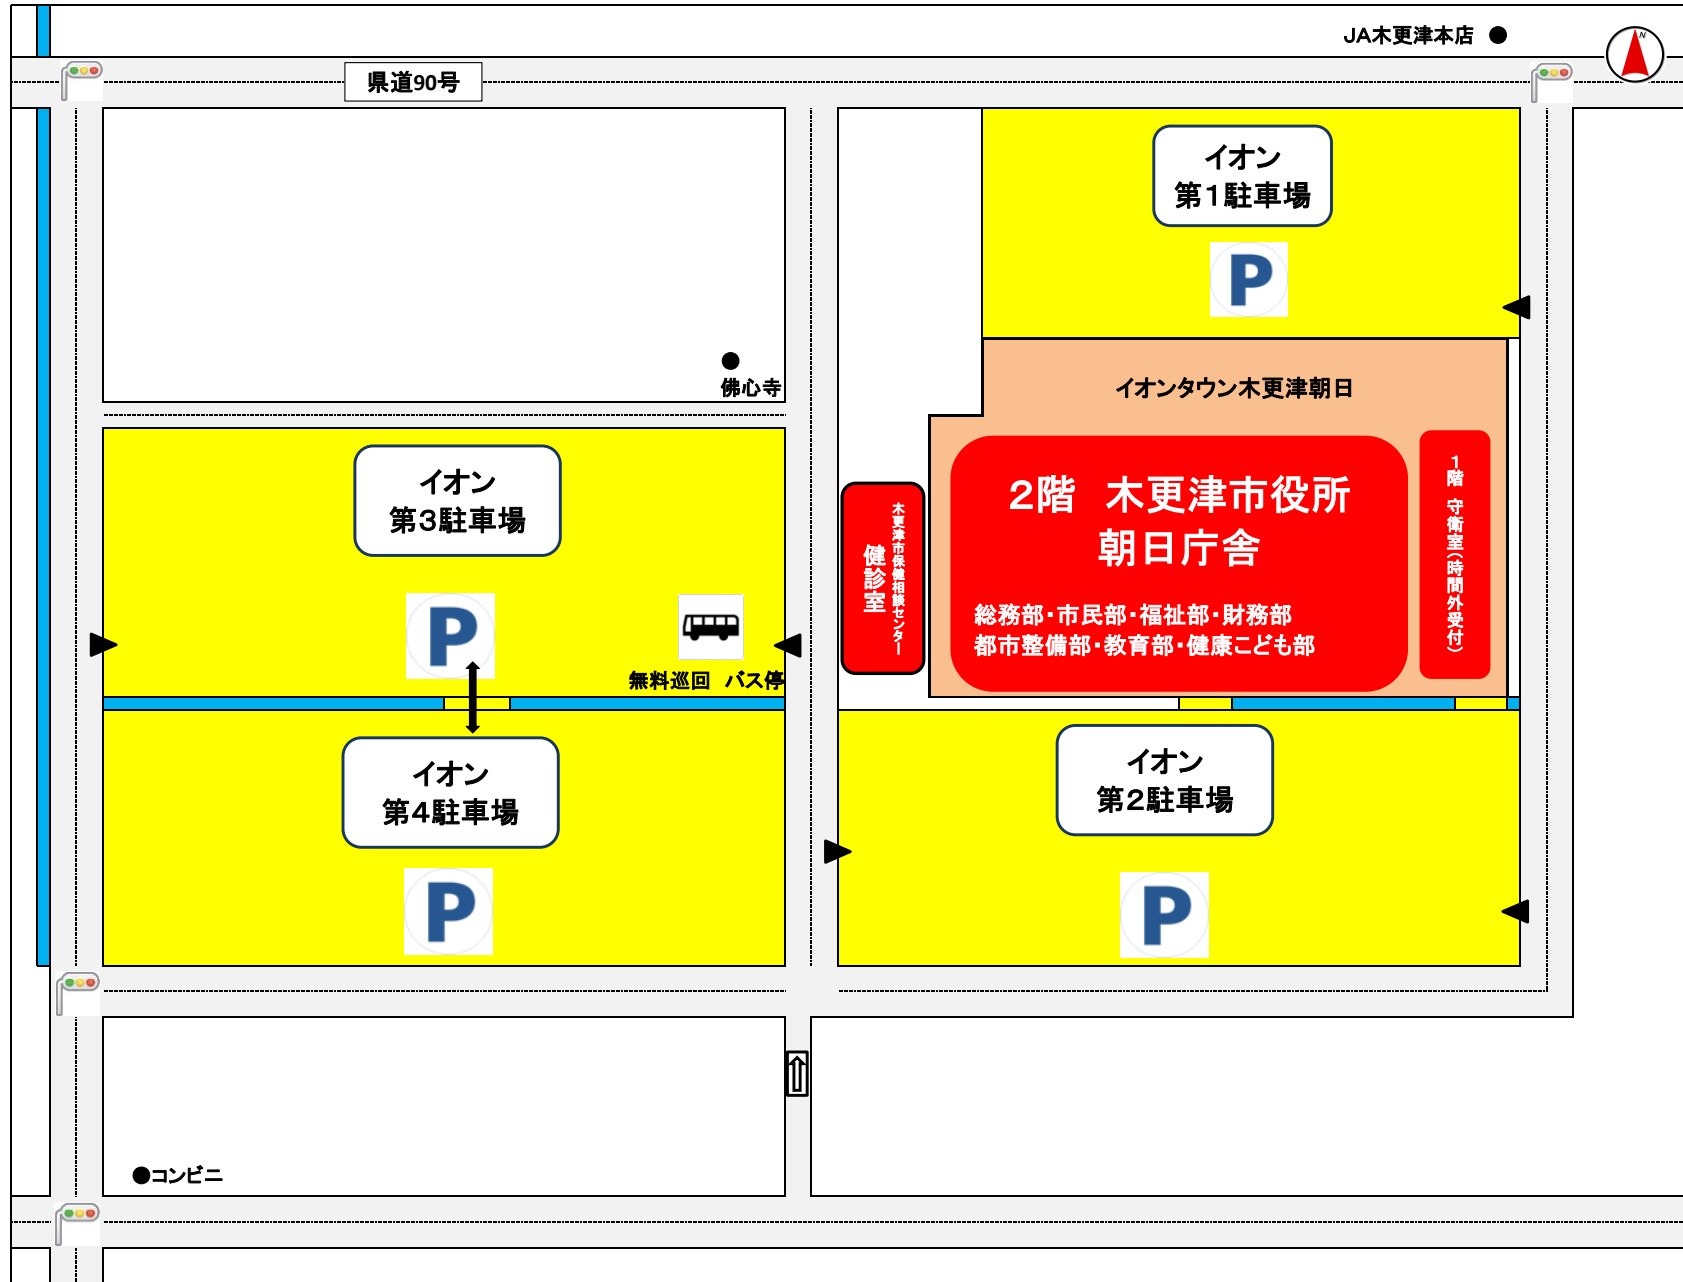 JA木更津本店
N
県道90号
イオン
第1駐車場
P
佛心寺
イオンタウン木更津朝日
イオン
第3駐車場
P
無料巡回 バス停
木更津市保健相談センター
健診室
2階 木更津市役所
朝日庁舎
総務部・市民部・福祉部・財務部
都市整備部・教育部・健康こども部
1階 守衛室(時間外受付)
イオン
第4駐車場
P
イオン
第2駐車場
P
コンビニ